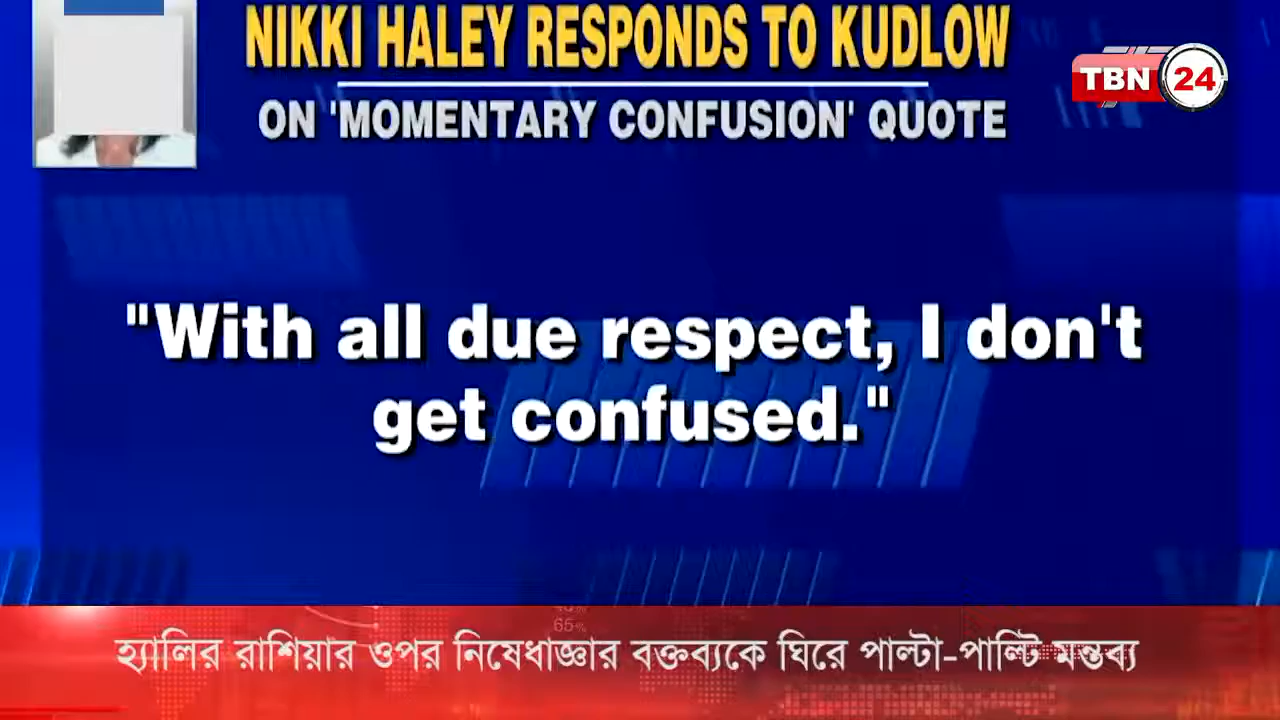 NIKKI HALEY RESPONDS TO KUDLOW
TBN 24
ON 'MOMENTARY CONFUSION' QUOTE
"With all due respect, I don't
get confused."
65%
হ্যালির রাশিয়ার ওপর নিষেধাজ্ঞার বক্তব্যকে ঘিরে পাল্টা-পাল্টি মন্তব্য